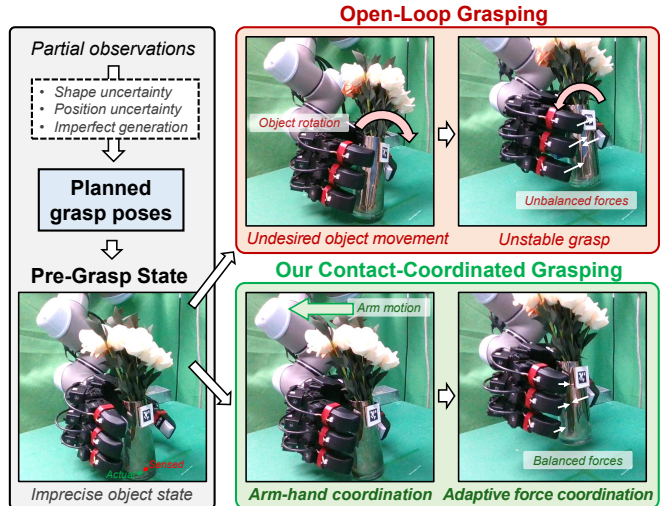 Partial observations
• Shape uncertainty
• Position uncertainty
• Imperfect generation
Planned
grasp poses
Pre-Grasp State
Sensed
Actual
Imprecise object state
Open-Loop Grasping
Object rotation
Unbalanced forces
Undesired object movement
Unstable grasp
Our Contact-Coordinated Grasping
Arm motion
Balanced forces
Arm-hand coordination
Adaptive force coordination